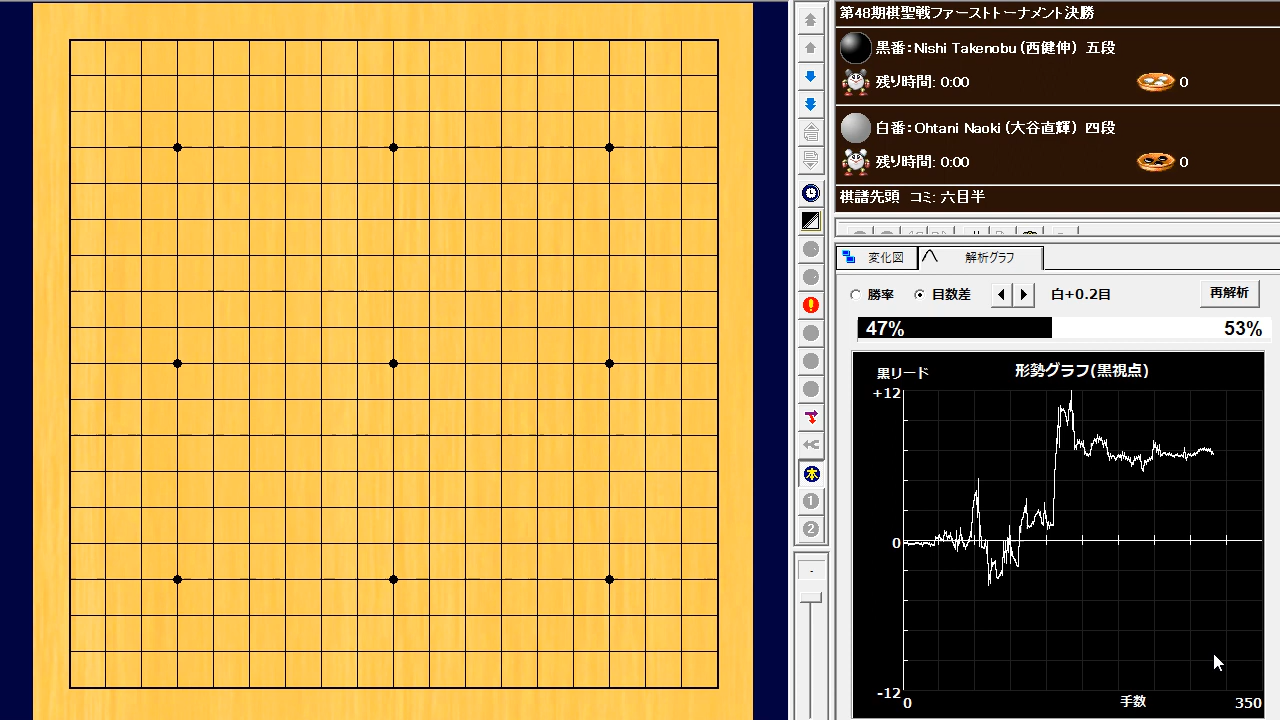 第48期棋聖戦ファーストトーナメント決勝
黒番：Nishi Takenobu（西健伸） 五段
残り時間: 0:00 0
白番：Ohtani Naoki（大谷直輝） 四段
残り時間: 0:00 0
棋譜先頭 コミ: 六目半
変化図 解析グラフ
勝率 目数差 白+0.2目 再解析
47% 53%
形勢グラフ(黒視点)
黒リード
+12
0
-12
0 手数 350
本
1
2
-